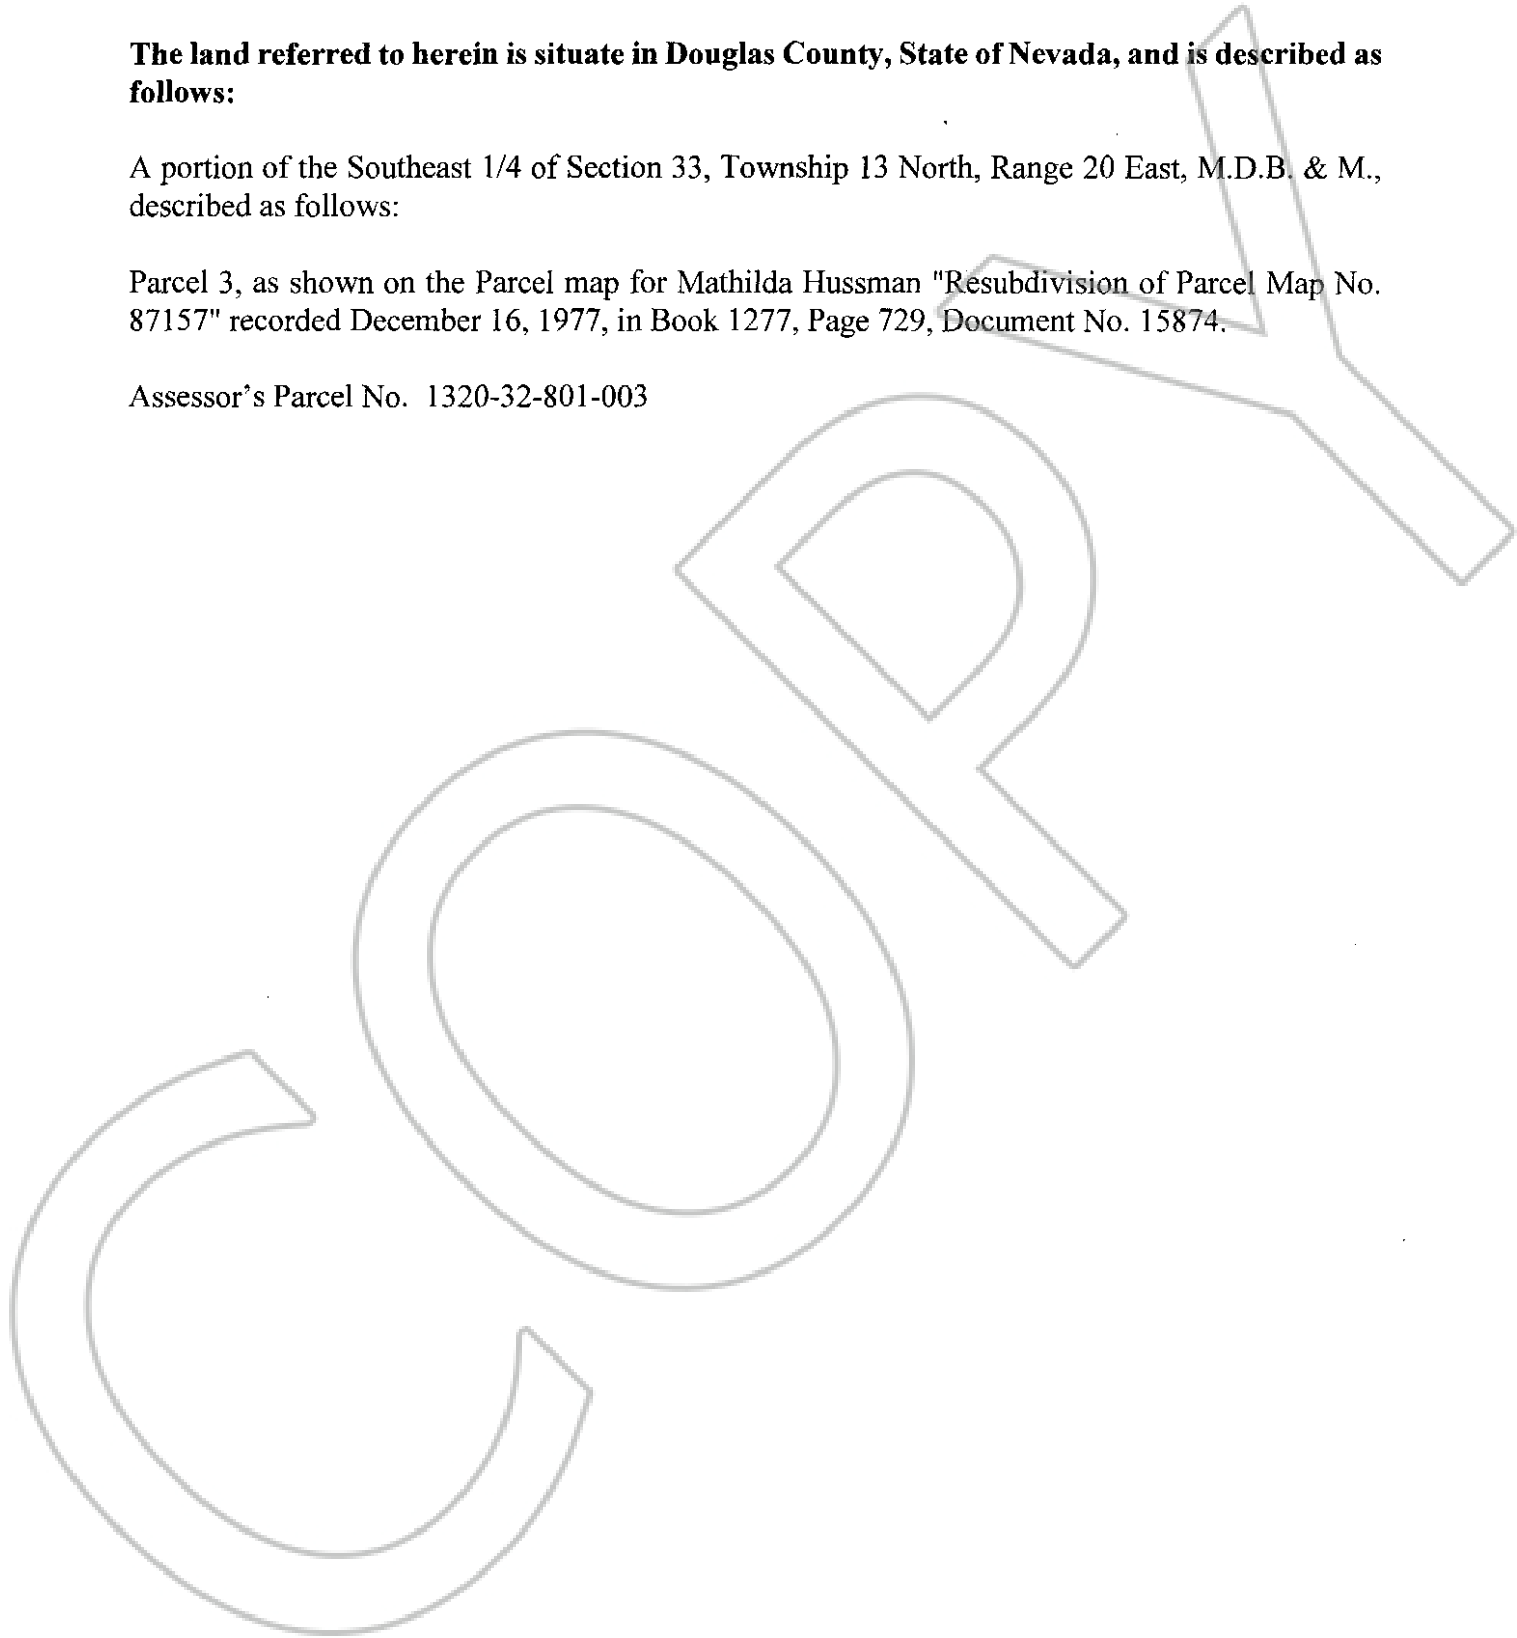 The land referred to herein is situate in Douglas County, State of Nevada, and is described as
follows:
A portion of the Southeast 1/4 of Section 33, Township 13 North, Range 20 East, M.D.B. & M.,
described as follows:
Parcel 3, as shown on the Parcel map for Mathilda Hussman "Resubdivision of Parcel Map No.
87157" recorded December 16, 1977, in Book 1277, Page 729, Document No. 15874.
Assessor's Parcel No. 1320-32-801-003
COPY